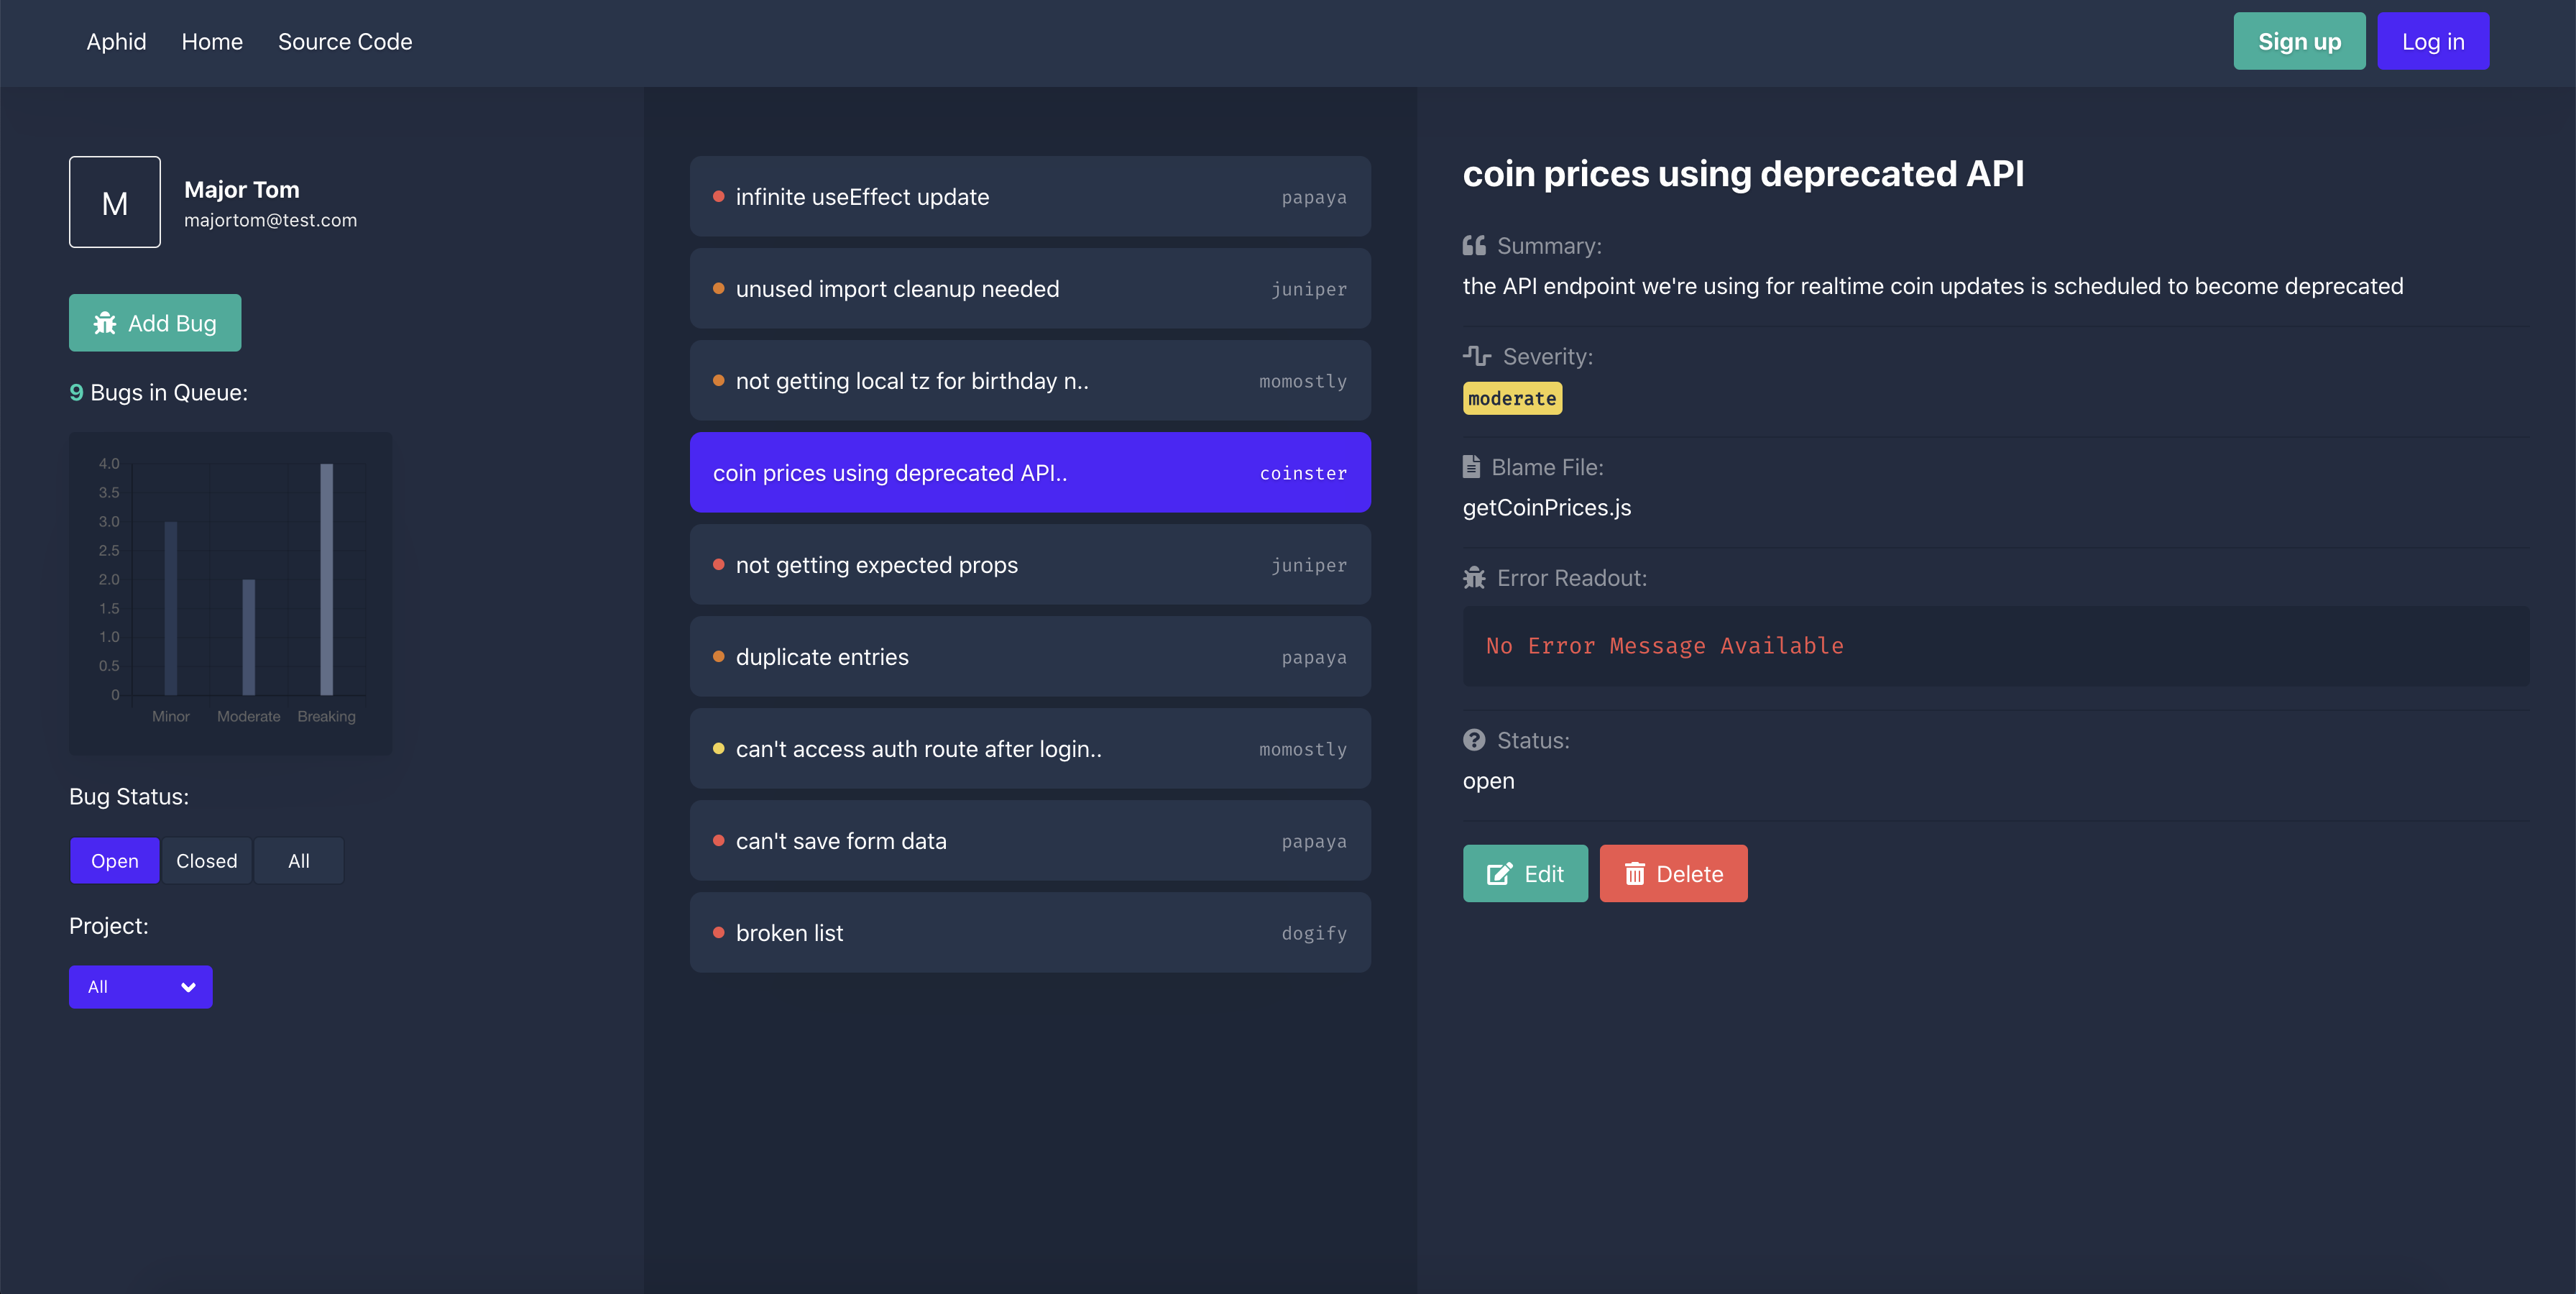 Aphid Home Source Code Sign up Log in
M
Major Tom
majortom@test.com
Add Bug
9 Bugs in Queue:
4.0
3.5
3.0
2.5
2.0
1.5
1.0
0.5
0
Minor Moderate Breaking
Bug Status:
Open Closed All
Project:
All
infinite useEffect update papaya
unused import cleanup needed juniper
not getting local tz for birthday n.. momostly
coin prices using deprecated API.. coinster
not getting expected props juniper
duplicate entries papaya
can't access auth route after login.. momostly
can't save form data papaya
broken list dogify
coin prices using deprecated API
Summary:
the API endpoint we're using for realtime coin updates is scheduled to become deprecated
Severity:
moderate
Blame File:
getCoinPrices.js
Error Readout:
No Error Message Available
Status:
open
Edit Delete